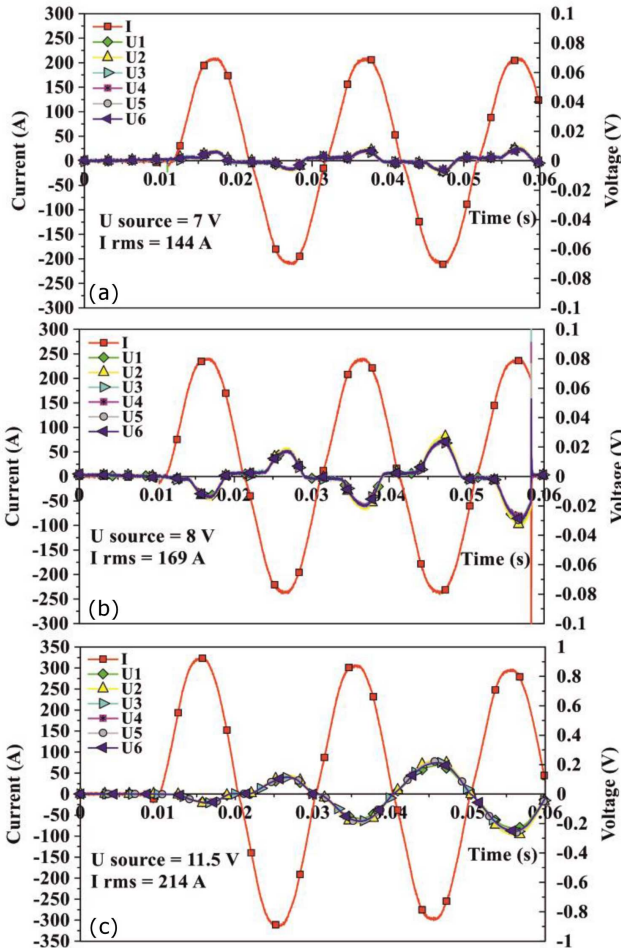 300
250
200
150
100
50
0
-50
-100
-150
-200
-250
-300
Current (A)
I
U1
U2
U3
U4
U5
U6
0.1
0.08
0.06
0.04
0.02
0
-0.02
-0.04
-0.06
-0.08
-0.1
Voltage (V)
0 0.01 0.02 0.03 0.04 0.05 0.06
Time (s)
U source = 7 V
I rms = 144 A
(a)
300
250
200
150
100
50
0
-50
-100
-150
-200
-250
-300
Current (A)
I
U1
U2
U3
U4
U5
U6
0.1
0.08
0.06
0.04
0.02
0
-0.02
-0.04
-0.06
-0.08
-0.1
Voltage (V)
0 0.01 0.02 0.03 0.04 0.05 0.06
Time (s)
U source = 8 V
I rms = 169 A
(b)
350
300
250
200
150
100
50
0
-50
-100
-150
-200
-250
-300
-350
Current (A)
I
U1
U2
U3
U4
U5
U6
1
0.8
0.6
0.4
0.2
0
-0.2
-0.4
-0.6
-0.8
-1
Voltage (V)
0 0.01 0.02 0.03 0.04 0.05 0.06
Time (s)
U source = 11.5 V
I rms = 214 A
(c)